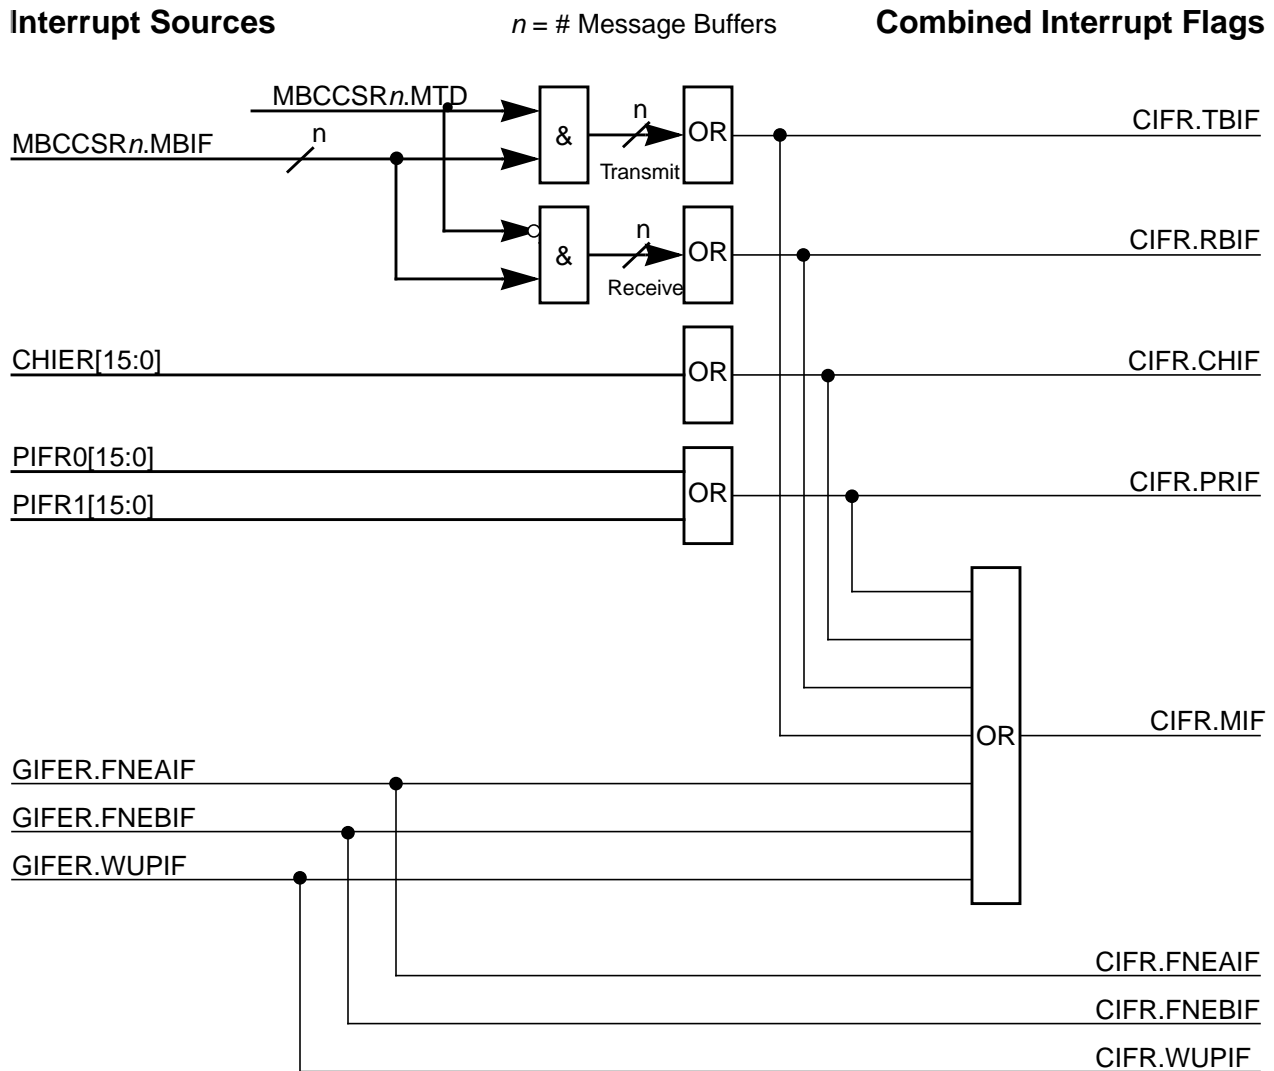 Interrupt Sources
n = # Message Buffers
Combined Interrupt Flags
MBCCSRn.MTD
n
OR
CIFR.TBIF
MBCCSRn.MBIF
n
&
Transmit
n
OR
CIFR.RBIF
&
Receive
CHIER[15:0]
OR
CIFR.CHIF
PIFR0[15:0]
OR
CIFR.PRIF
PIFR1[15:0]
OR
CIFR.MIF
GIFER.FNEAIF
GIFER.FNEBIF
GIFER.WUPIF
CIFR.FNEAIF
CIFR.FNEBIF
CIFR.WUPIF